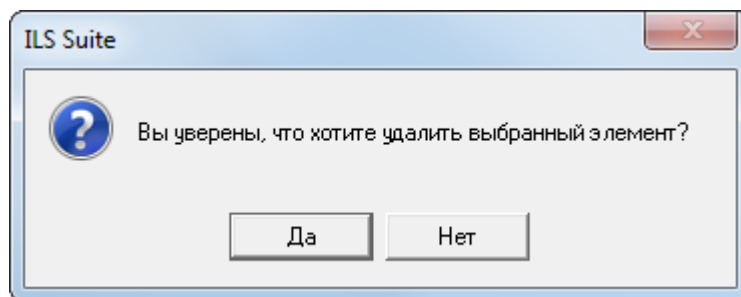 ILS Suite
Вы уверены, что хотите удалить выбранный элемент?
Да
Нет